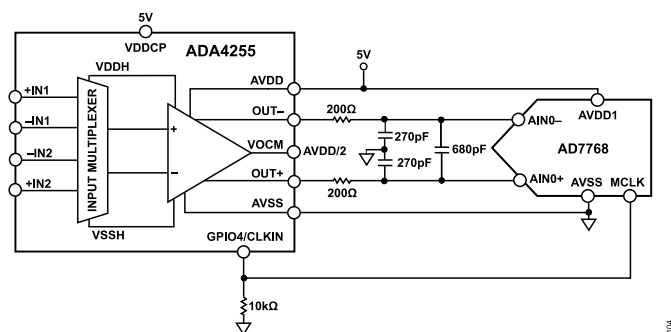 5V
VDDCP
ADA4255
5V
+IN1
−IN1
−IN2
+IN2
INPUT MULTIPLEXER
VDDH
VSSH
+
−
AVDD
OUT−
VOCM
AVDD/2
OUT+
AVSS
GPIO4/CLKIN
200Ω
200Ω
270pF
270pF
680pF
AIN0−
AIN0+
AVDD1
AD7768
AVSS
MCLK
10kΩ